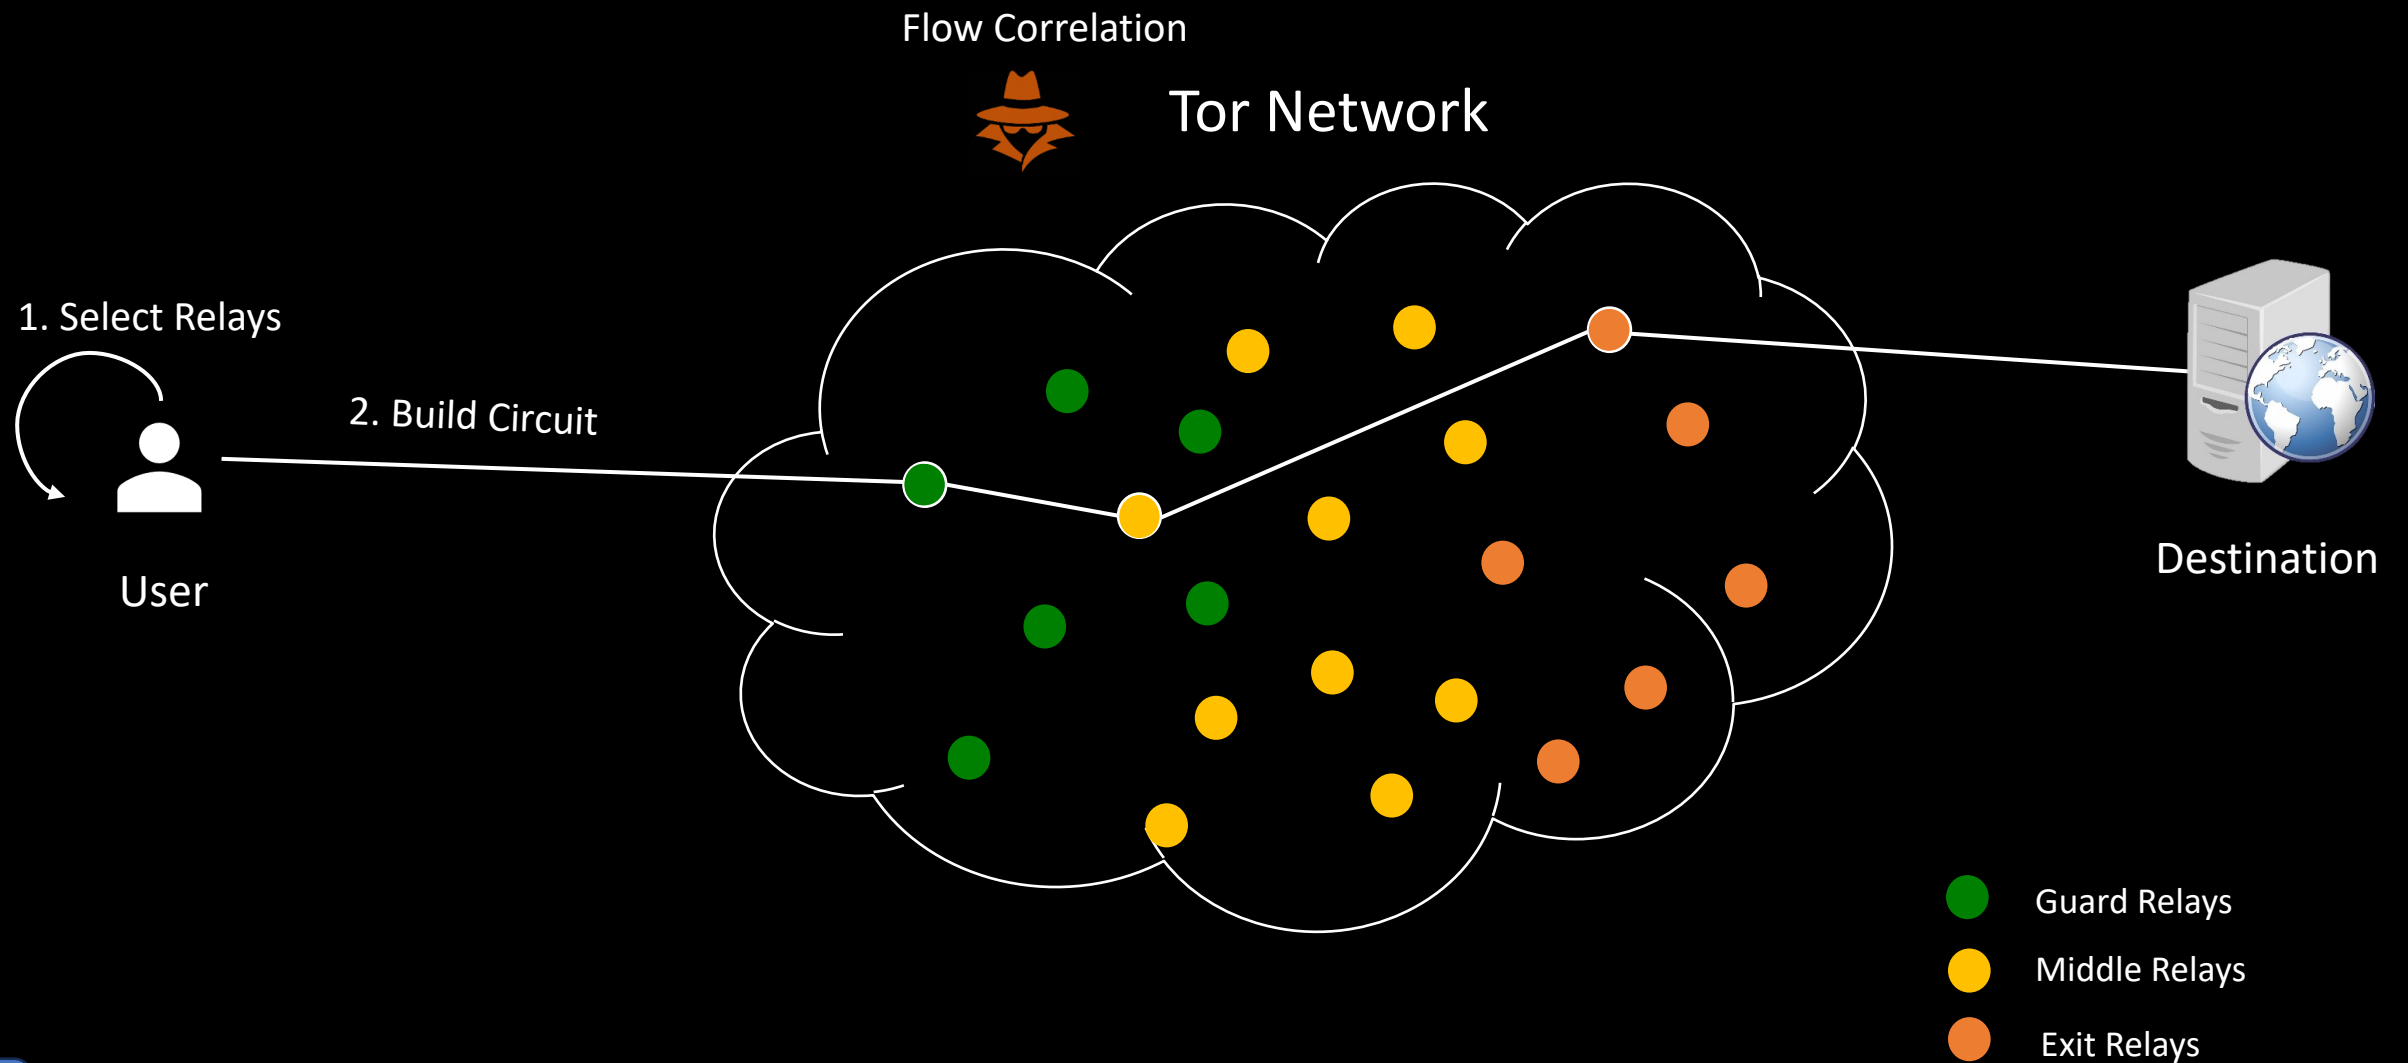 Flow Correlation
Tor Network
1. Select Relays
2. Build Circuit
User
Destination
Guard Relays
Middle Relays
Exit Relays